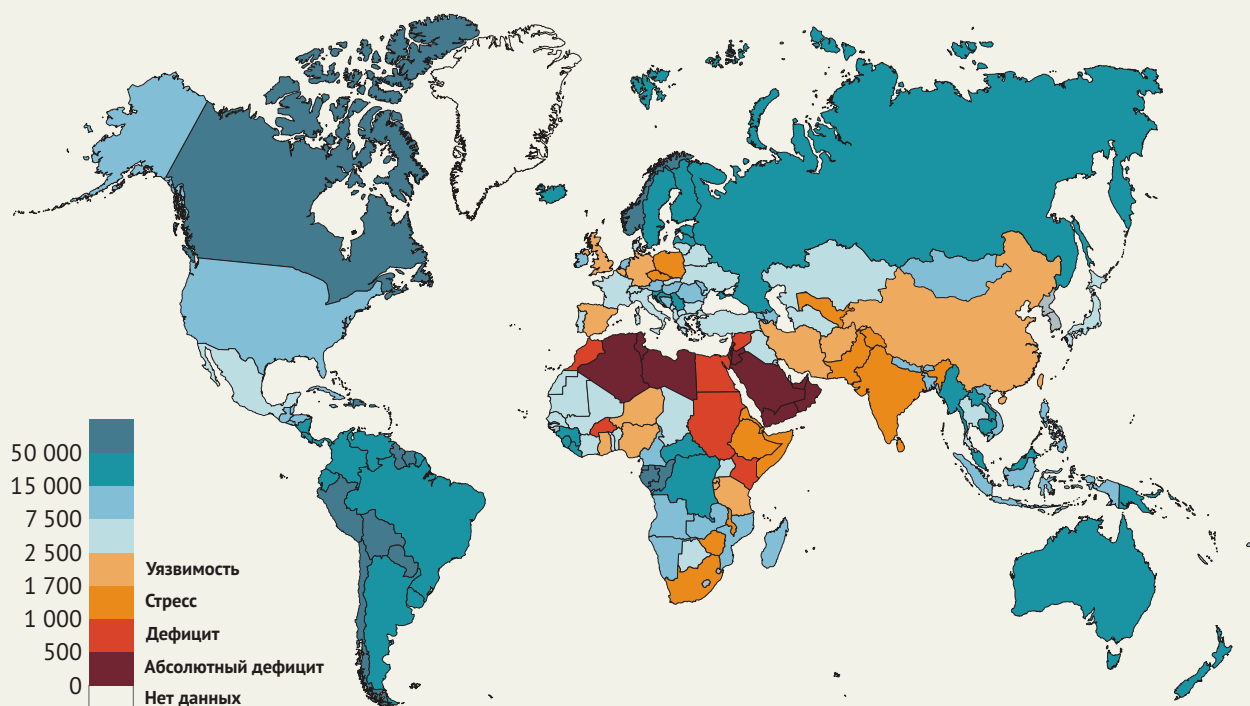 50 000
15 000
7 500
2 500
Уязвимость
1 700
Стресс
1 000
Дефицит
500
Абсолютный дефицит
0
Нет данных